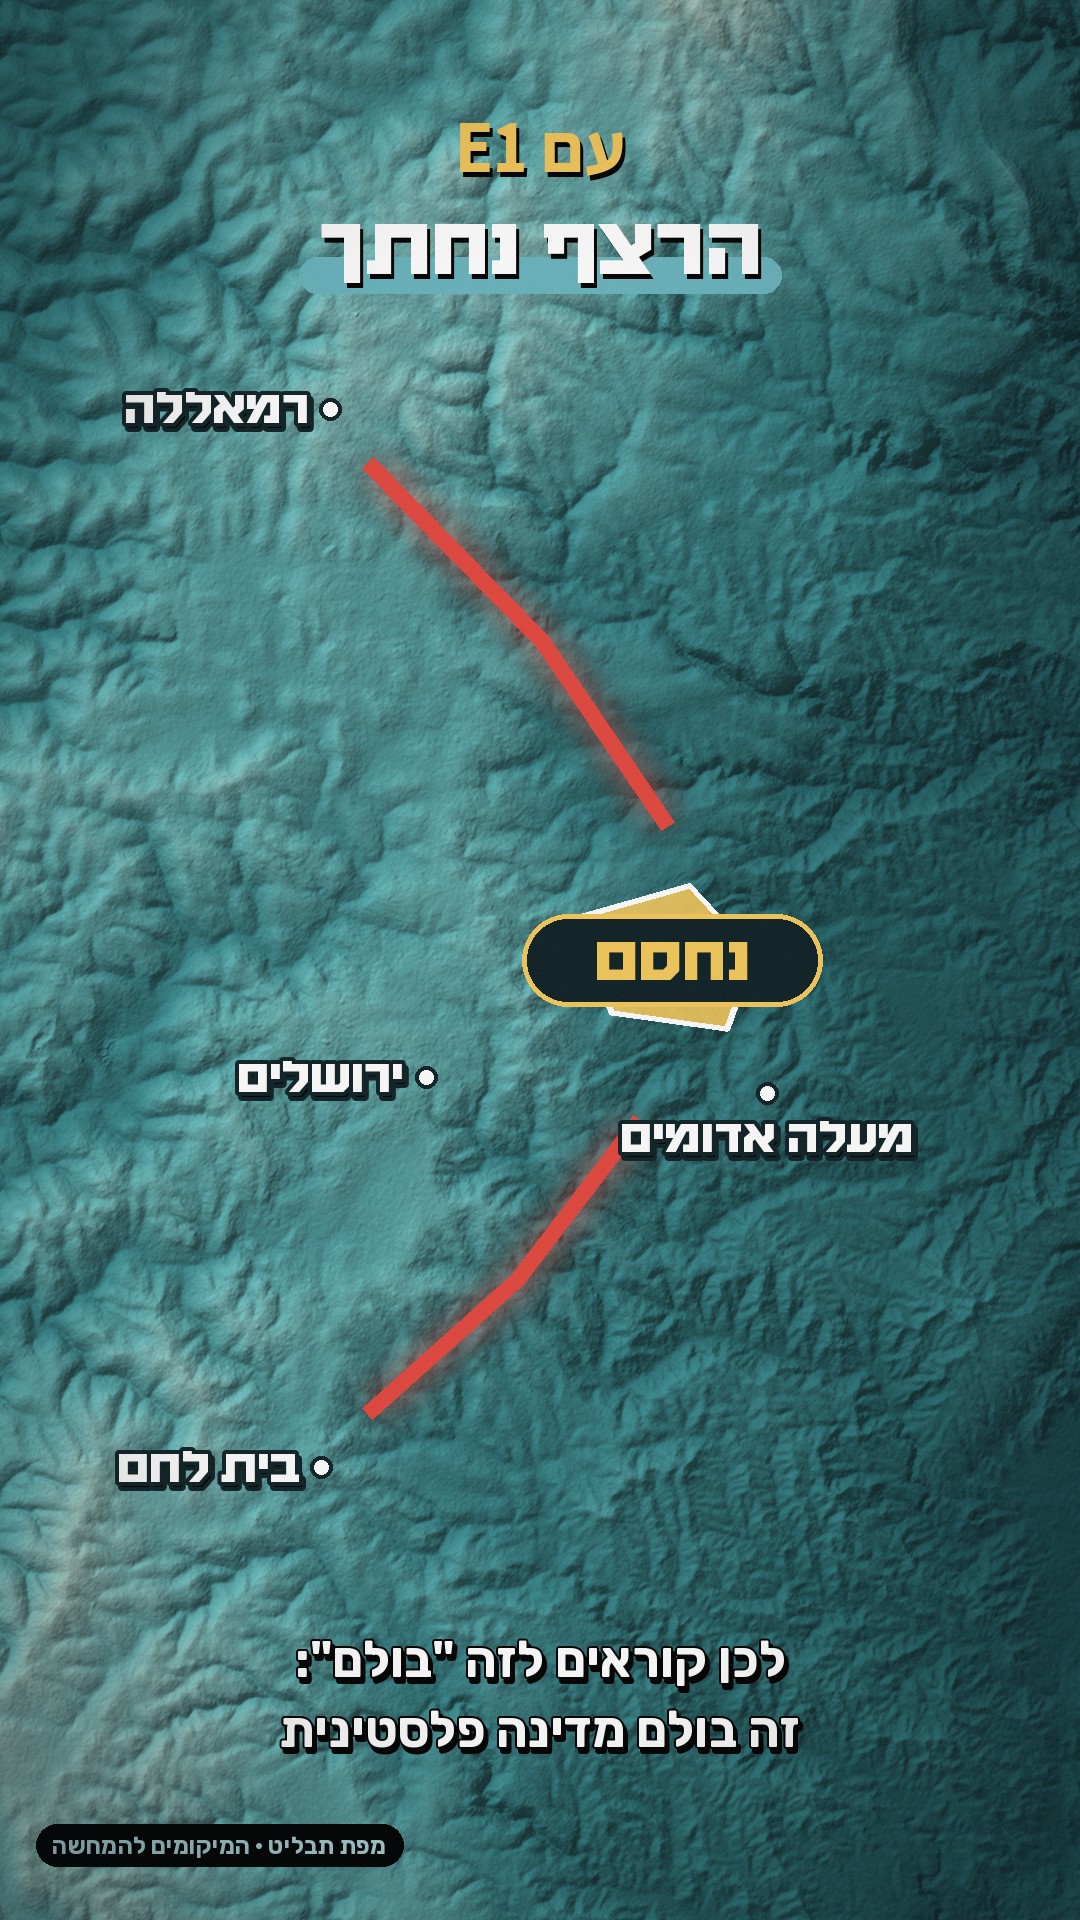 עם E1
הרצף נחתך
רמאללה
נחסם
ירושלים
מעלה אדומים
בית לחם
לכן קוראים לזה "בולם":
זה בולם מדינה פלסטינית
מפת תבליט • המיקומים להמחשה